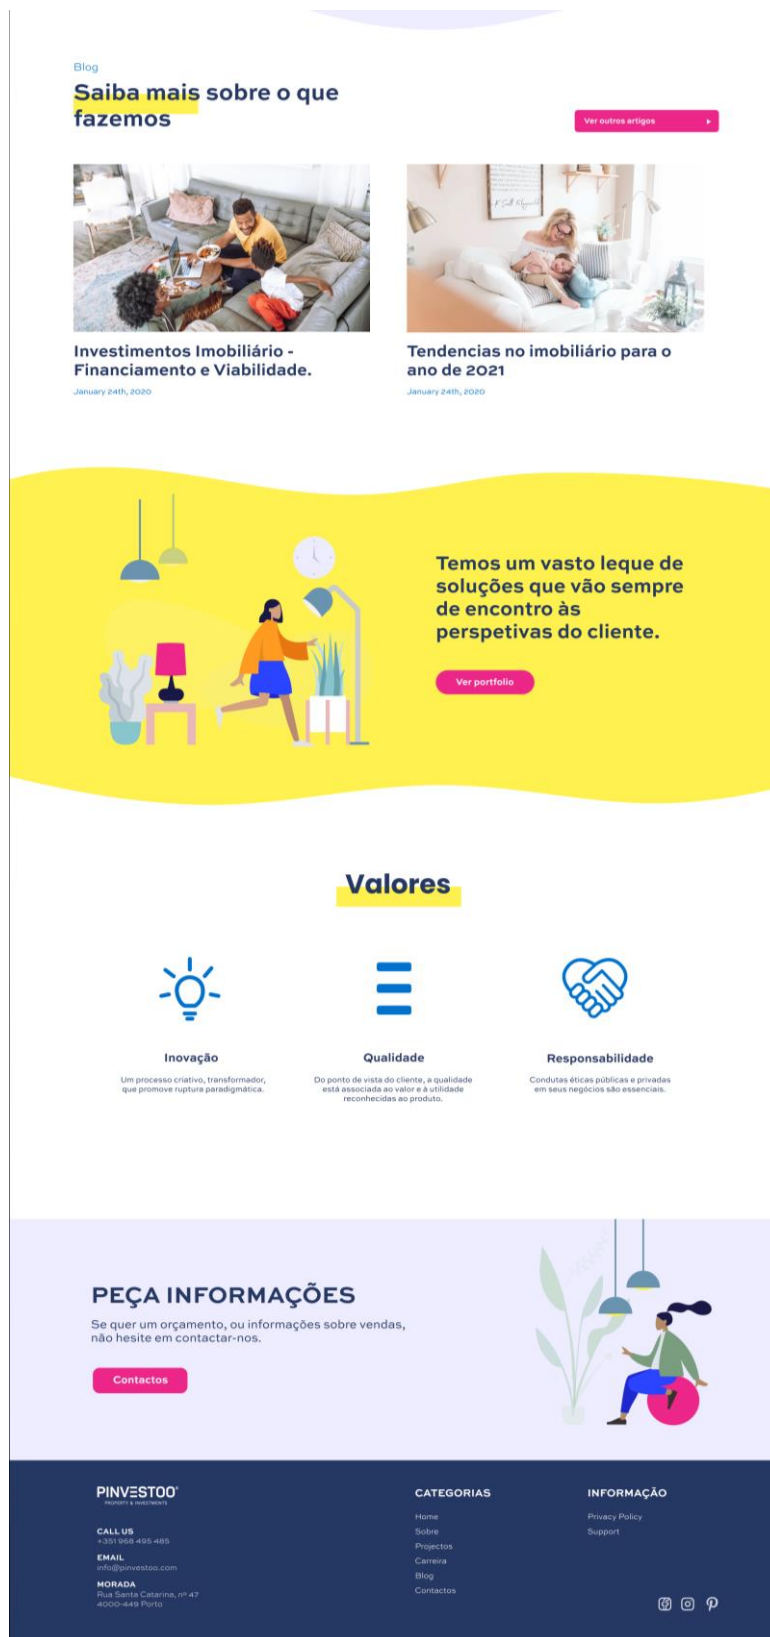 Blog
Saiba mais sobre o que
fazemos
Ver outros artigos
Investimentos Imobiliário -
Financiamento e Viabilidade.
January 24th, 2020
Tendencias no imobiliário para o
ano de 2021
January 24th, 2020
Temos um vasto leque de
soluções que vão sempre
de encontro às
perspetivas do cliente.
Ver portfolio
Valores
Inovação
Um processo criativo, transformador,
que promove ruptura paradigmática.
Qualidade
Do ponto de vista do cliente, a qualidade
está associada ao valor e à utilidade
reconhecidas ao produto.
Responsabilidade
Condutas éticas públicas e privadas
em seus negócios são essenciais.
PEÇA INFORMAÇÕES
Se quer um orçamento, ou informações sobre vendas,
não hesite em contactar-nos.
Contactos
PINVESTOO
PROPERTY & INVESTMENTS
CALL US
+351 968 495 485
EMAIL
info@pinvestoo.com
MORADA
Rua Santa Catarina, nº 47
4000-449 Porto
CATEGORIAS
Home
Sobre
Projectos
Carreira
Blog
Contactos
INFORMAÇÃO
Privacy Policy
Support